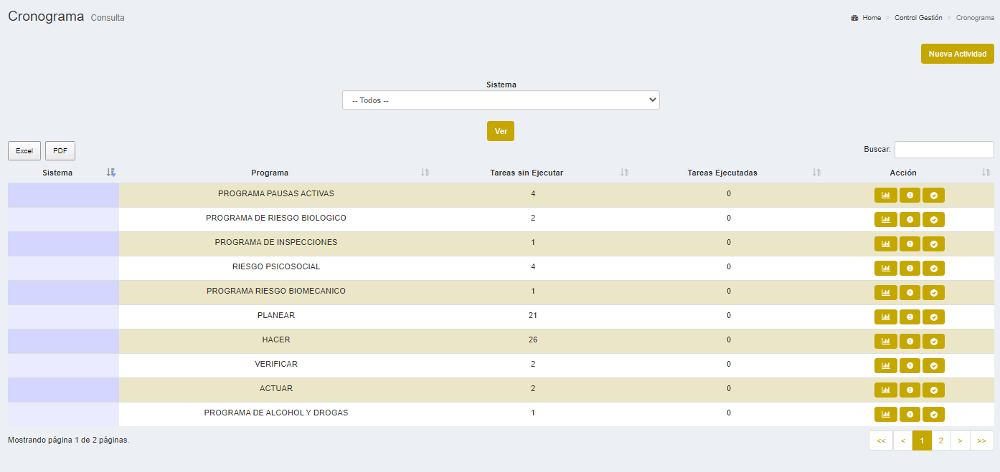 Cronograma Consulta
Home > Control Gestión > Cronograma
Nueva Actividad
Sistema
-- Todos --
Ver
Excel PDF
Buscar:
Sistema Programa Tareas sin Ejecutar Tareas Ejecutadas Acción
PROGRAMA PAUSAS ACTIVAS 4 0
PROGRAMA DE RIESGO BIOLOGICO 2 0
PROGRAMA DE INSPECCIONES 1 0
RIESGO PSICOSOCIAL 4 0
PROGRAMA RIESGO BIOMECANICO 1 0
PLANEAR 21 0
HACER 26 0
VERIFICAR 2 0
ACTUAR 2 0
PROGRAMA DE ALCOHOL Y DROGAS 1 0
Mostrando página 1 de 2 páginas.
<< < 1 2 > >>